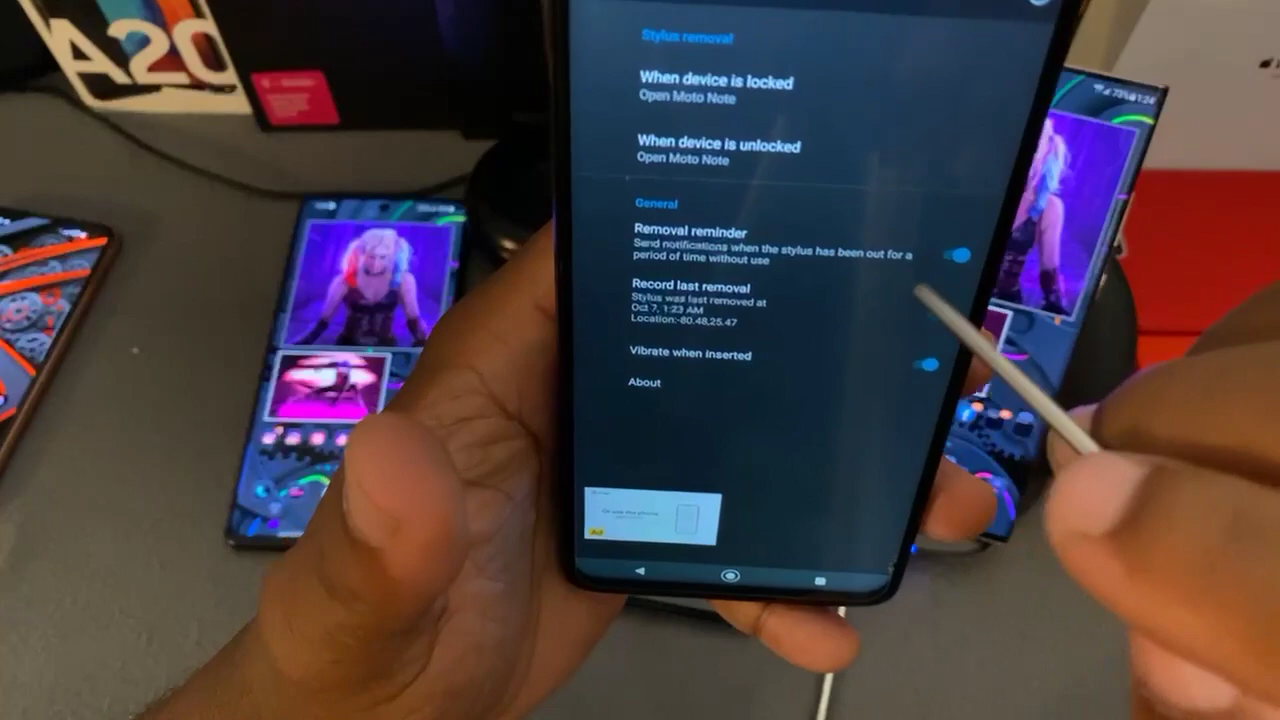 A20
Stylus removal
When device is locked
Open Moto Note
When device is unlocked
Open Moto Note
General
Removal reminder
Send notifications when the stylus has been out for a
period of time without use
Record last removal
Stylus was last removed at
Oct 7, 1:23 AM
Location:-80.48,25.47
Vibrate when inserted
About
Ad